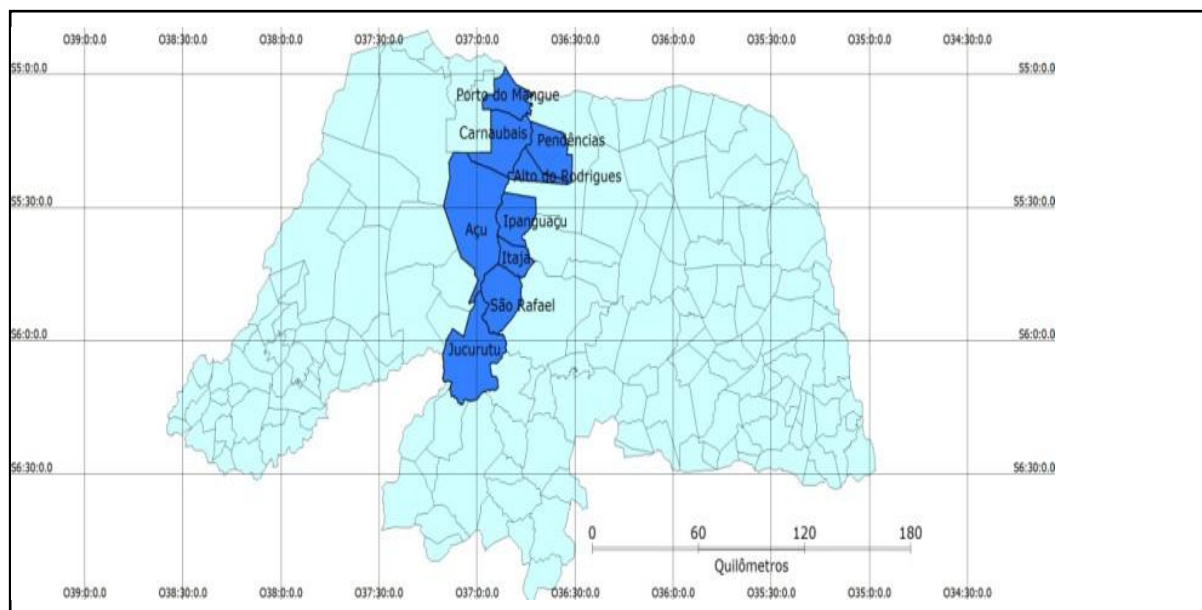 O39:0:0.0 O38:30:0.0 O38:0:0.0 O37:30:0.0 O37:0:0.0 O36:30:0.0 O36:0:0.0 O35:30:0.0 O35:0:0.0 O34:30:0.0
S5:0:0.0 S5:0:0.0
Porto do Mangue
Carnaubais
Pendências
Alto do Rodrigues
S5:30:0.0 S5:30:0.0
Ipanguaçu
Açu
Itajá
São Rafael
S6:0:0.0 S6:0:0.0
Jucurutu
S6:30:0.0 S6:30:0.0
0 60 120 180
Quilômetros
O39:0:0.0 O38:30:0.0 O38:0:0.0 O37:30:0.0 O37:0:0.0 O36:30:0.0 O36:0:0.0 O35:30:0.0 O35:0:0.0 O34:30:0.0